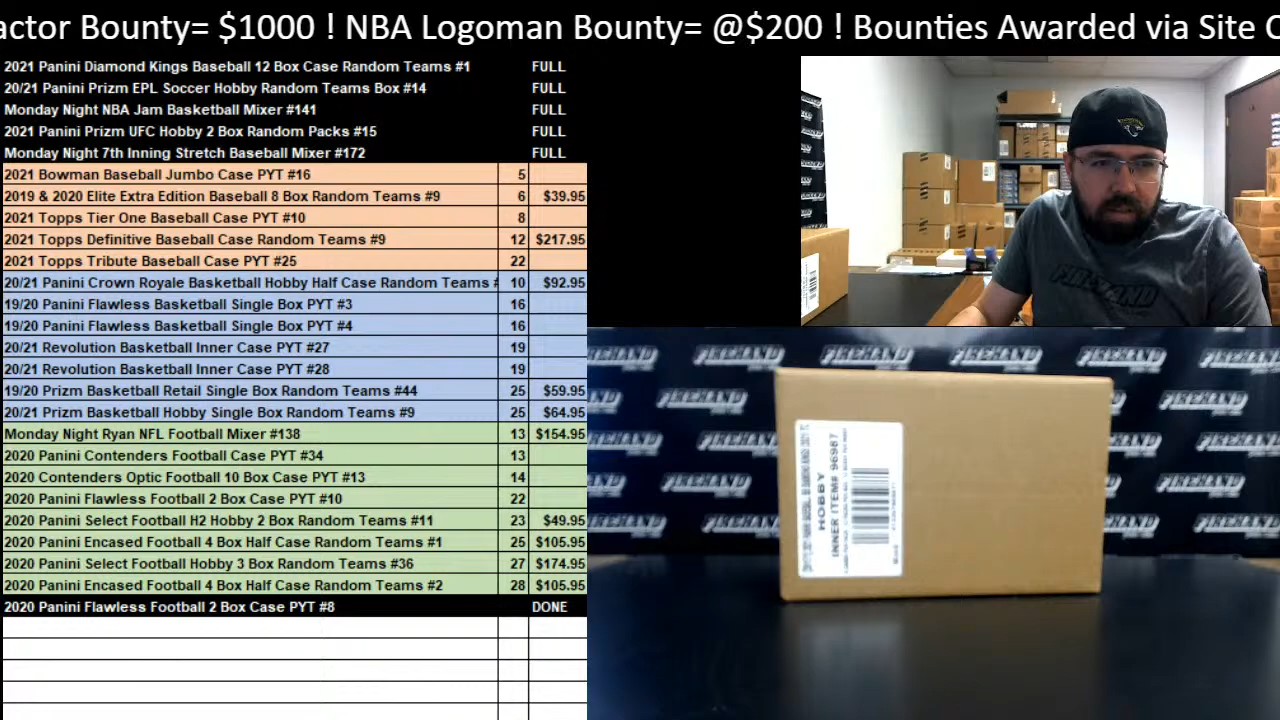 actor Bounty= $1000 ! NBA Logoman Bounty= @$200 ! Bounties Awarded via Site C
2021 Panini Diamond Kings Baseball 12 Box Case Random Teams #1 FULL
20/21 Panini Prizm EPL Soccer Hobby Random Teams Box #14 FULL
Monday Night NBA Jam Basketball Mixer #141 FULL
2021 Panini Prizm UFC Hobby 2 Box Random Packs #15 FULL
Monday Night 7th Inning Stretch Baseball Mixer #172 FULL
2021 Bowman Baseball Jumbo Case PYT #16 5
2019 & 2020 Elite Extra Edition Baseball 8 Box Random Teams #9 6 $39.95
2021 Topps Tier One Baseball Case PYT #10 8
2021 Topps Definitive Baseball Case Random Teams #9 12 $217.95
2021 Topps Tribute Baseball Case PYT #25 22
20/21 Panini Crown Royale Basketball Hobby Half Case Random Teams # 10 $92.95
19/20 Panini Flawless Basketball Single Box PYT #3 16
19/20 Panini Flawless Basketball Single Box PYT #4 16
20/21 Revolution Basketball Inner Case PYT #27 19
20/21 Revolution Basketball Inner Case PYT #28 19
19/20 Prizm Basketball Retail Single Box Random Teams #44 25 $59.95
20/21 Prizm Basketball Hobby Single Box Random Teams #9 25 $64.95
Monday Night Ryan NFL Football Mixer #138 13 $154.95
2020 Panini Contenders Football Case PYT #34 13
2020 Contenders Optic Football 10 Box Case PYT #13 14
2020 Panini Flawless Football 2 Box Case PYT #10 22
2020 Panini Select Football H2 Hobby 2 Box Random Teams #11 23 $49.95
2020 Panini Encased Football 4 Box Half Case Random Teams #1 25 $105.95
2020 Panini Select Football Hobby 3 Box Random Teams #36 27 $174.95
2020 Panini Encased Football 4 Box Half Case Random Teams #2 28 $105.95
2020 Panini Flawless Football 2 Box Case PYT #8 DONE
FIREHAND
HOBBY
INNER ITEM# 96987